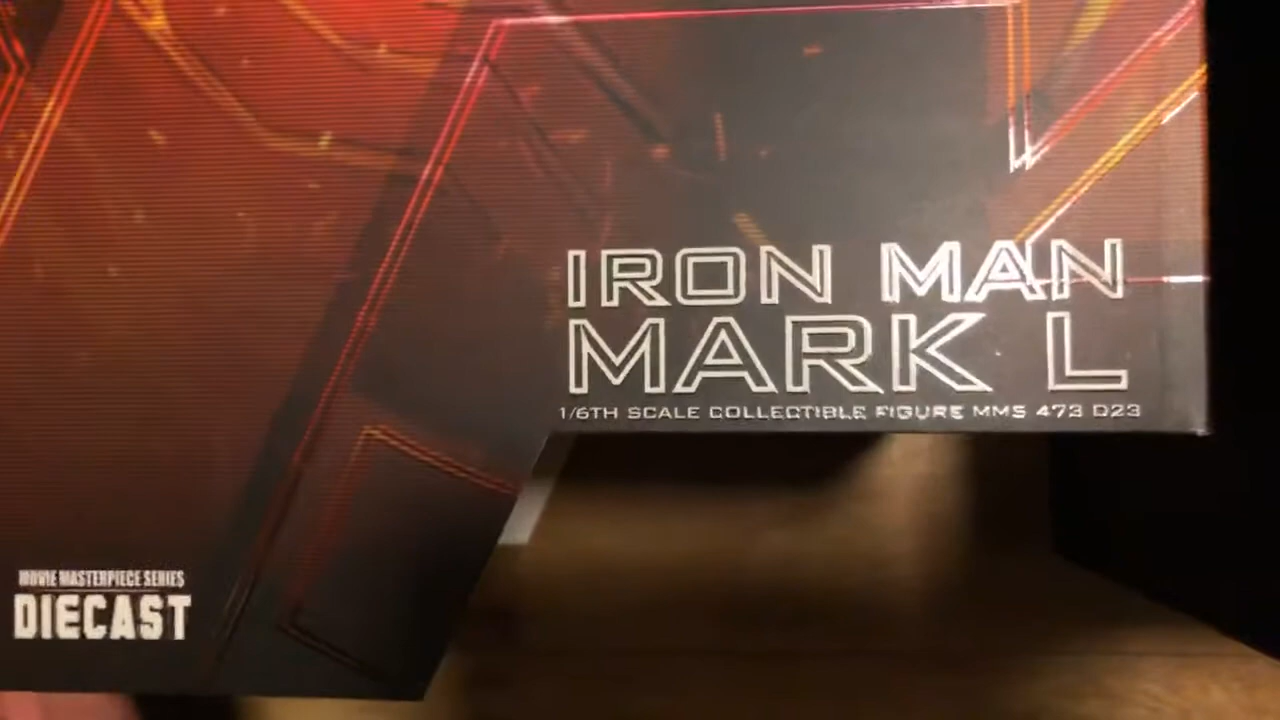 IRON MAN
MARK L
1/6TH SCALE COLLECTIBLE FIGURE MMS 473 D23
MOVIE MASTERPIECE SERIES
DIECAST